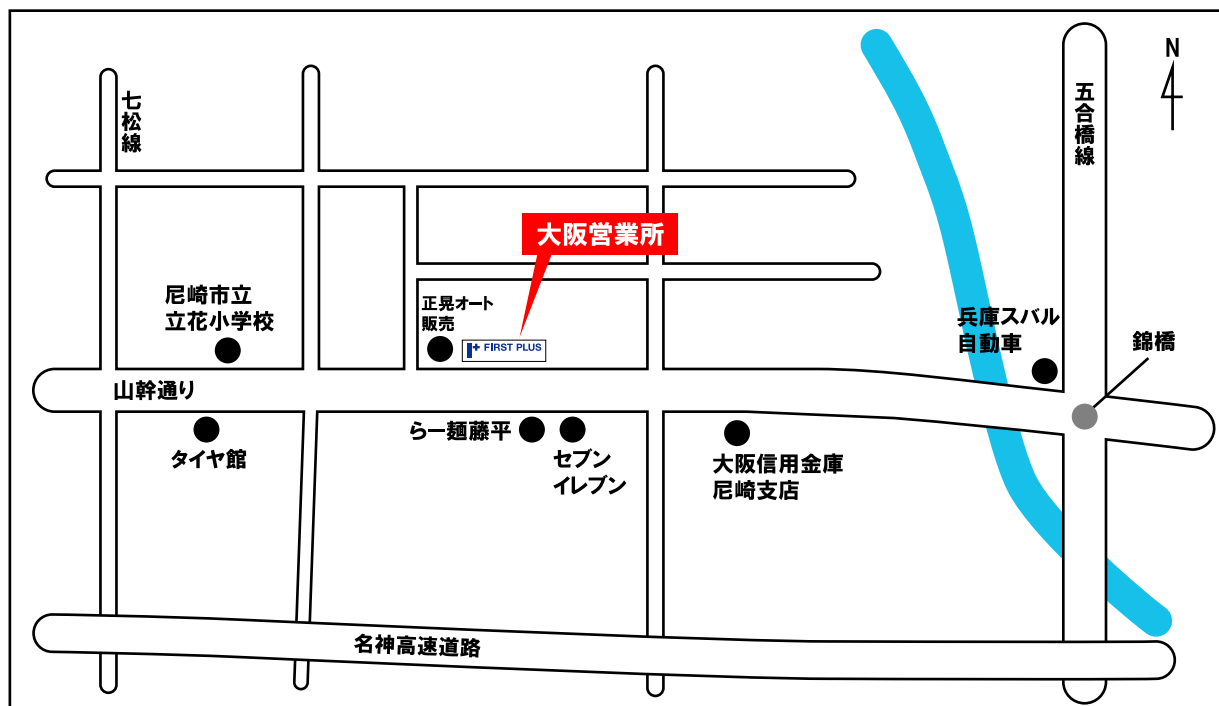 N
七松線
五合橋線
大阪営業所
尼崎市立
立花小学校
正晃オート
販売
FIRST PLUS
兵庫スバル
自動車
錦橋
山幹通り
らー麺藤平
タイヤ館
セブン
イレブン
大阪信用金庫
尼崎支店
名神高速道路